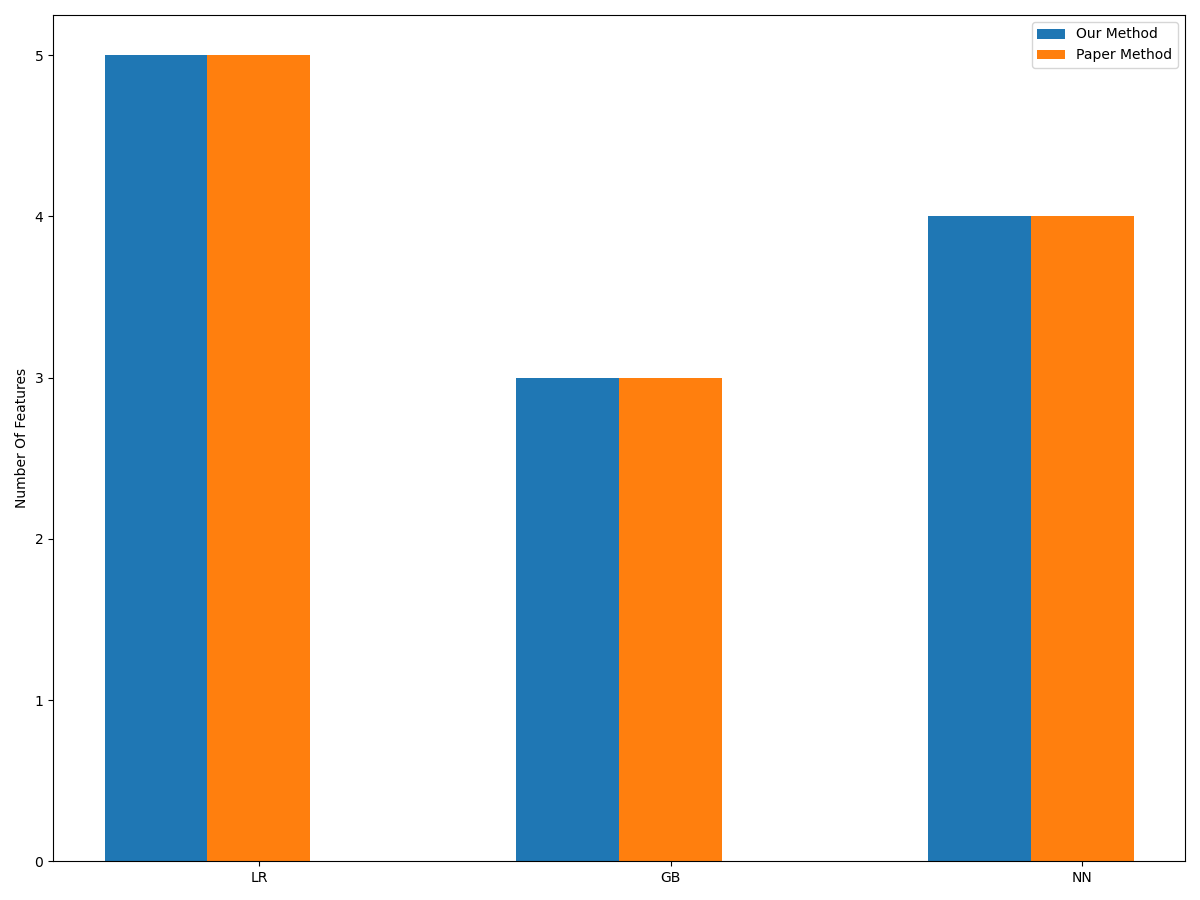 Our Method
Paper Method
Number Of Features
5
4
3
2
1
0
LR
GB
NN